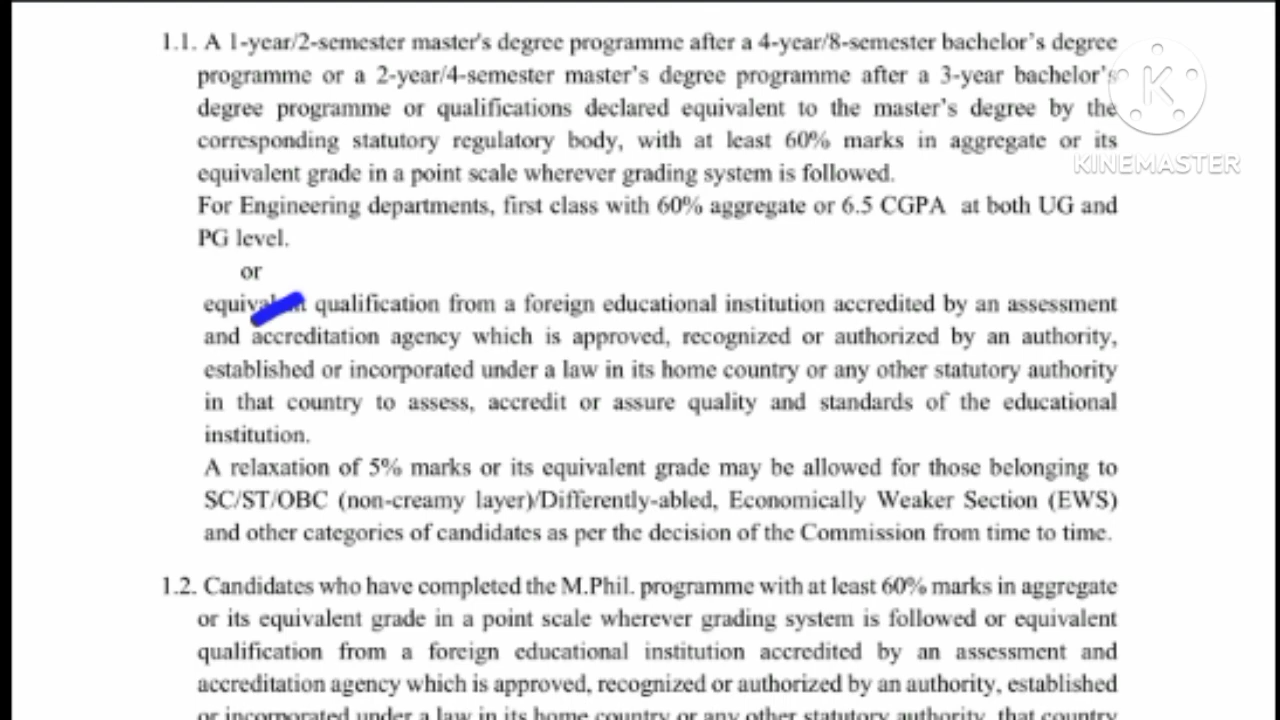 1.1. A 1-year/2-semester master's degree programme after a 4-year/8-semester bachelor's degree
programme or a 2-year/4-semester master's degree programme after a 3-year bachelor's
degree programme or qualifications declared equivalent to the master's degree by the
corresponding statutory regulatory body, with at least 60% marks in aggregate or its
equivalent grade in a point scale wherever grading system is followed.
For Engineering departments, first class with 60% aggregate or 6.5 CGPA at both UG and
PG level.
or
equivalent qualification from a foreign educational institution accredited by an assessment
and accreditation agency which is approved, recognized or authorized by an authority,
established or incorporated under a law in its home country or any other statutory authority
in that country to assess, accredit or assure quality and standards of the educational
institution.
A relaxation of 5% marks or its equivalent grade may be allowed for those belonging to
SC/ST/OBC (non-creamy layer)/Differently-abled, Economically Weaker Section (EWS)
and other categories of candidates as per the decision of the Commission from time to time.
1.2. Candidates who have completed the M.Phil. programme with at least 60% marks in aggregate
or its equivalent grade in a point scale wherever grading system is followed or equivalent
qualification from a foreign educational institution accredited by an assessment and
accreditation agency which is approved, recognized or authorized by an authority, established
or incorporated under a law in its home country or any other statutory authority, that country
K
KINEMASTER